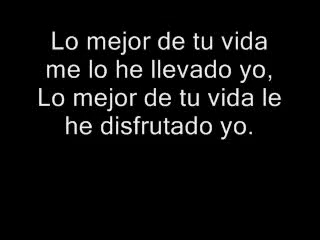 Lo mejor de tu vida
me lo he llevado yo,
Lo mejor de tu vida le
he disfrutado yo.